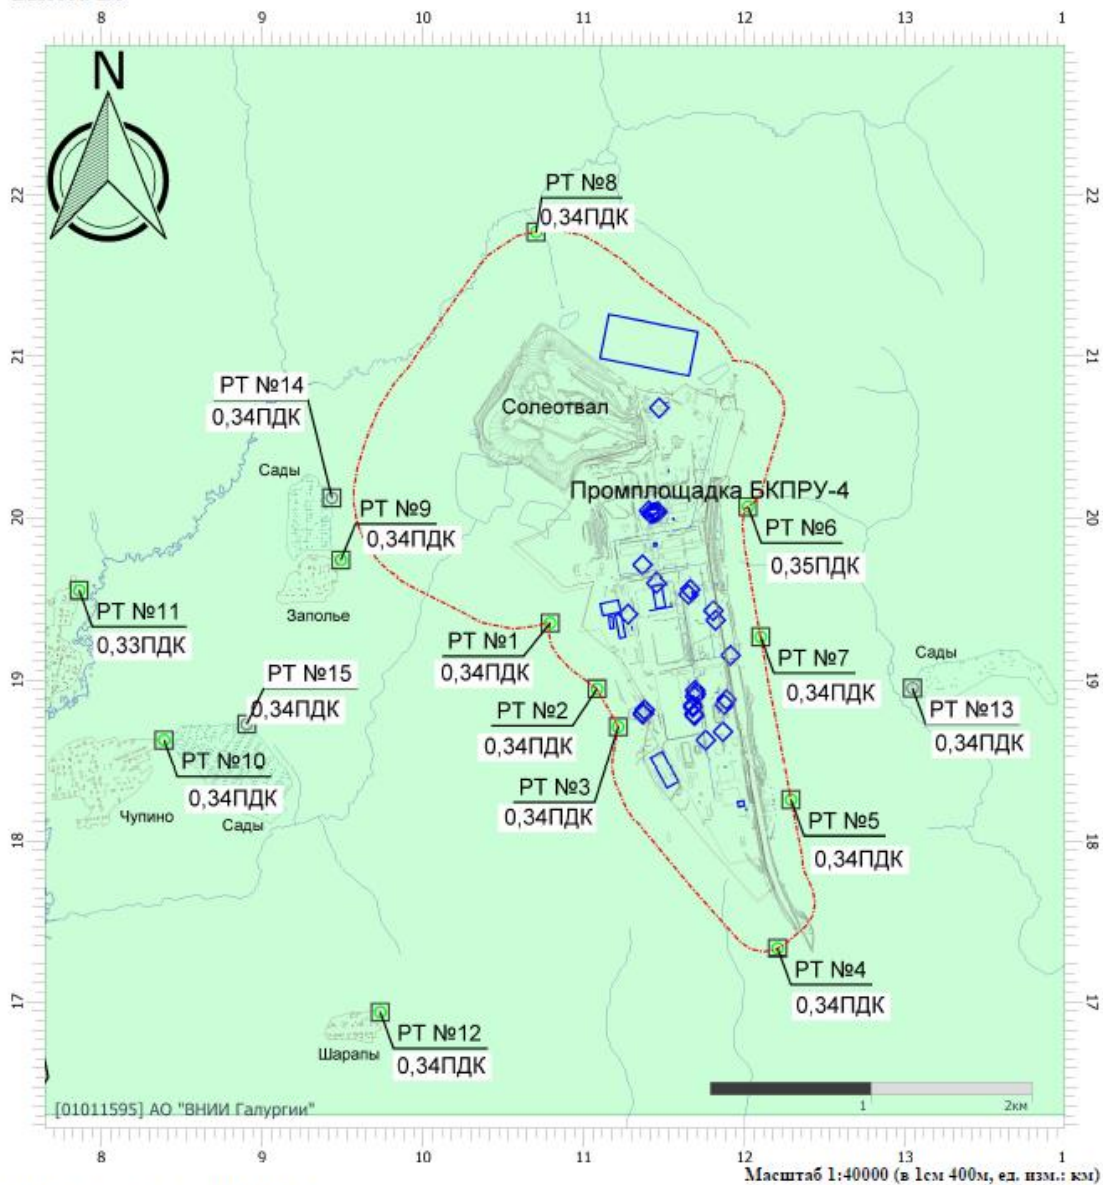 8 9 10 11 12 13 1
N
22 22
РТ №8
0,34ПДК
21 21
РТ №14
0,34ПДК
Солеотвал
Сады
Промплощадка БКПРУ-4
20 20
РТ №9
0,34ПДК
РТ №6
0,35ПДК
РТ №11
0,33ПДК
Заполье
РТ №1
0,34ПДК
РТ №7
0,34ПДК
Сады
19 19
РТ №15
0,34ПДК
РТ №2
0,34ПДК
РТ №13
0,34ПДК
РТ №10
0,34ПДК
РТ №3
0,34ПДК
Чупино
Сады
РТ №5
0,34ПДК
18 18
РТ №4
0,34ПДК
17 17
РТ №12
0,34ПДК
Шарапы
[01011595] АО "ВНИИ Галургии"
1 2км
8 9 10 11 12 13 1
Масштаб 1:40000 (в 1см 400м, ед. изм.: км)